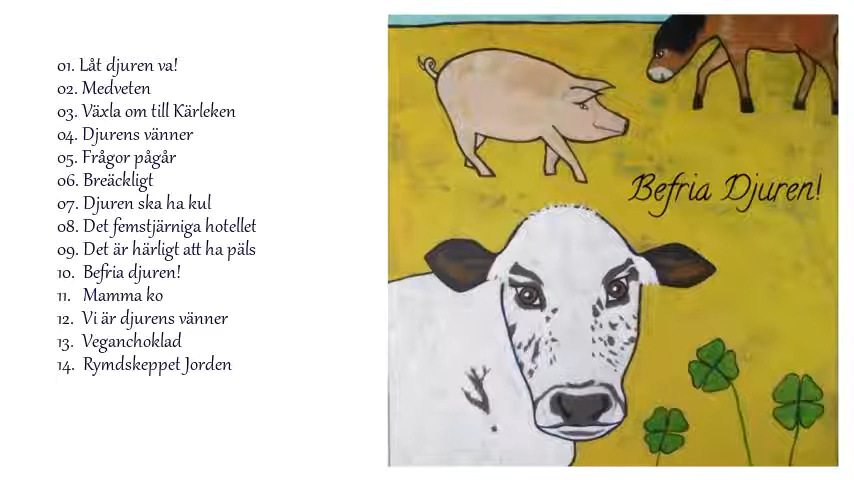 01. Låt djuren va!
02. Medveten
03. Växla om till Kärleken
04. Djurens vänner
05. Frågor pågår
06. Breäckligt
07. Djuren ska ha kul
08. Det femstjärniga hotellet
09. Det är härligt att ha päls
10. Befria djuren!
11. Mamma ko
12. Vi är djurens vänner
13. Veganchoklad
14. Rymdskeppet Jorden
Befria Djuren!